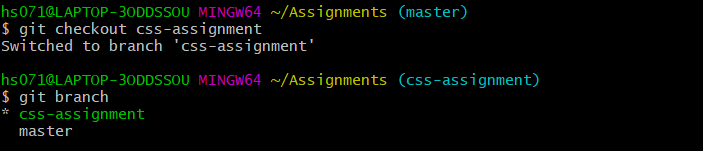 hs071@LAPTOP-3ODDSSOU MINGW64 ~/Assignments (master)
$ git checkout css-assignment
Switched to branch 'css-assignment'
hs071@LAPTOP-3ODDSSOU MINGW64 ~/Assignments (css-assignment)
$ git branch
* css-assignment
master